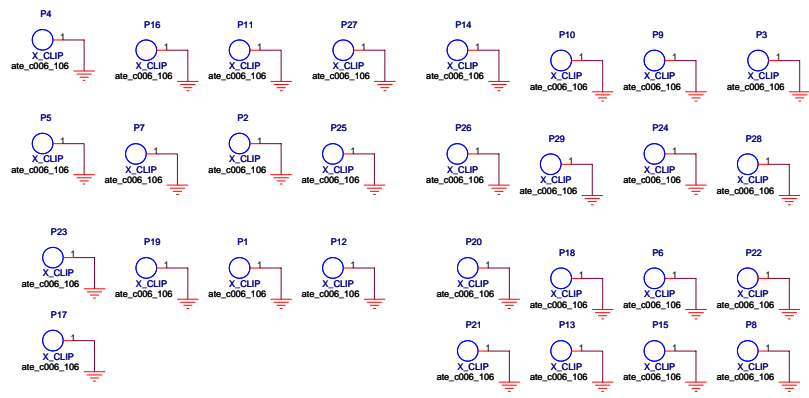 P4 P16 P11 P27 P14 P10 P9 P3
1 1 1 1 1 1 1 1
X_CLIP X_CLIP X_CLIP X_CLIP X_CLIP X_CLIP X_CLIP X_CLIP
ate_c006_106 ate_c006_106 ate_c006_106 ate_c006_106 ate_c006_106 ate_c006_106 ate_c006_106 ate_c006_106
P5 P7 P2 P25 P26 P29 P24 P28
1 1 1 1 1 1 1 1
X_CLIP X_CLIP X_CLIP X_CLIP X_CLIP X_CLIP X_CLIP X_CLIP
ate_c006_106 ate_c006_106 ate_c006_106 ate_c006_106 ate_c006_106 ate_c006_106 ate_c006_106 ate_c006_106
P23 P19 P1 P12 P20 P18 P6 P22
1 1 1 1 1 1 1 1
X_CLIP X_CLIP X_CLIP X_CLIP X_CLIP X_CLIP X_CLIP X_CLIP
ate_c006_106 ate_c006_106 ate_c006_106 ate_c006_106 ate_c006_106 ate_c006_106 ate_c006_106 ate_c006_106
P17 P21 P13 P15 P8
1 1 1 1 1
X_CLIP X_CLIP X_CLIP X_CLIP X_CLIP
ate_c006_106 ate_c006_106 ate_c006_106 ate_c006_106 ate_c006_106